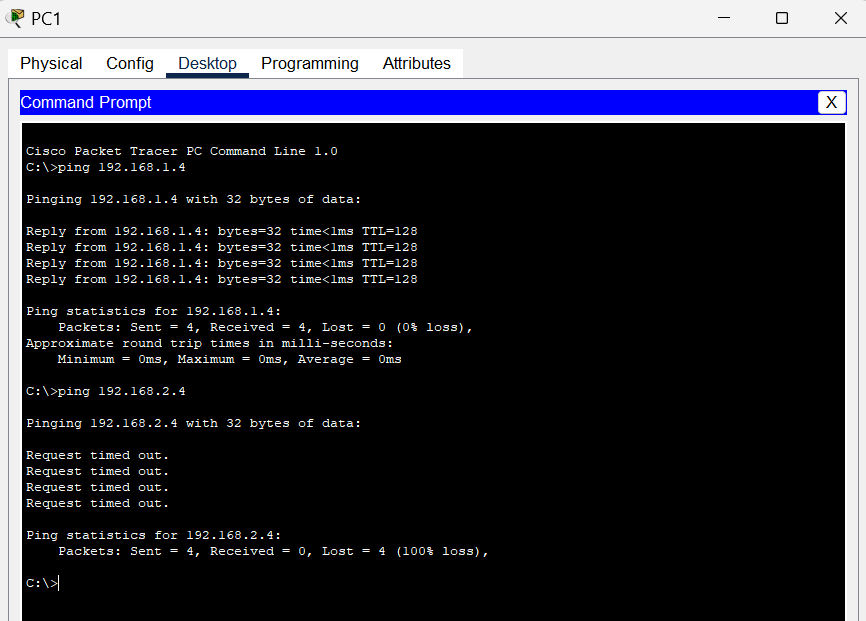 PC1
Physical Config Desktop Programming Attributes
Command Prompt X
Cisco Packet Tracer PC Command Line 1.0
C:\>ping 192.168.1.4
Pinging 192.168.1.4 with 32 bytes of data:
Reply from 192.168.1.4: bytes=32 time<1ms TTL=128
Reply from 192.168.1.4: bytes=32 time<1ms TTL=128
Reply from 192.168.1.4: bytes=32 time<1ms TTL=128
Reply from 192.168.1.4: bytes=32 time<1ms TTL=128
Ping statistics for 192.168.1.4:
Packets: Sent = 4, Received = 4, Lost = 0 (0% loss),
Approximate round trip times in milli-seconds:
Minimum = 0ms, Maximum = 0ms, Average = 0ms
C:\>ping 192.168.2.4
Pinging 192.168.2.4 with 32 bytes of data:
Request timed out.
Request timed out.
Request timed out.
Request timed out.
Ping statistics for 192.168.2.4:
Packets: Sent = 4, Received = 0, Lost = 4 (100% loss),
C:\>